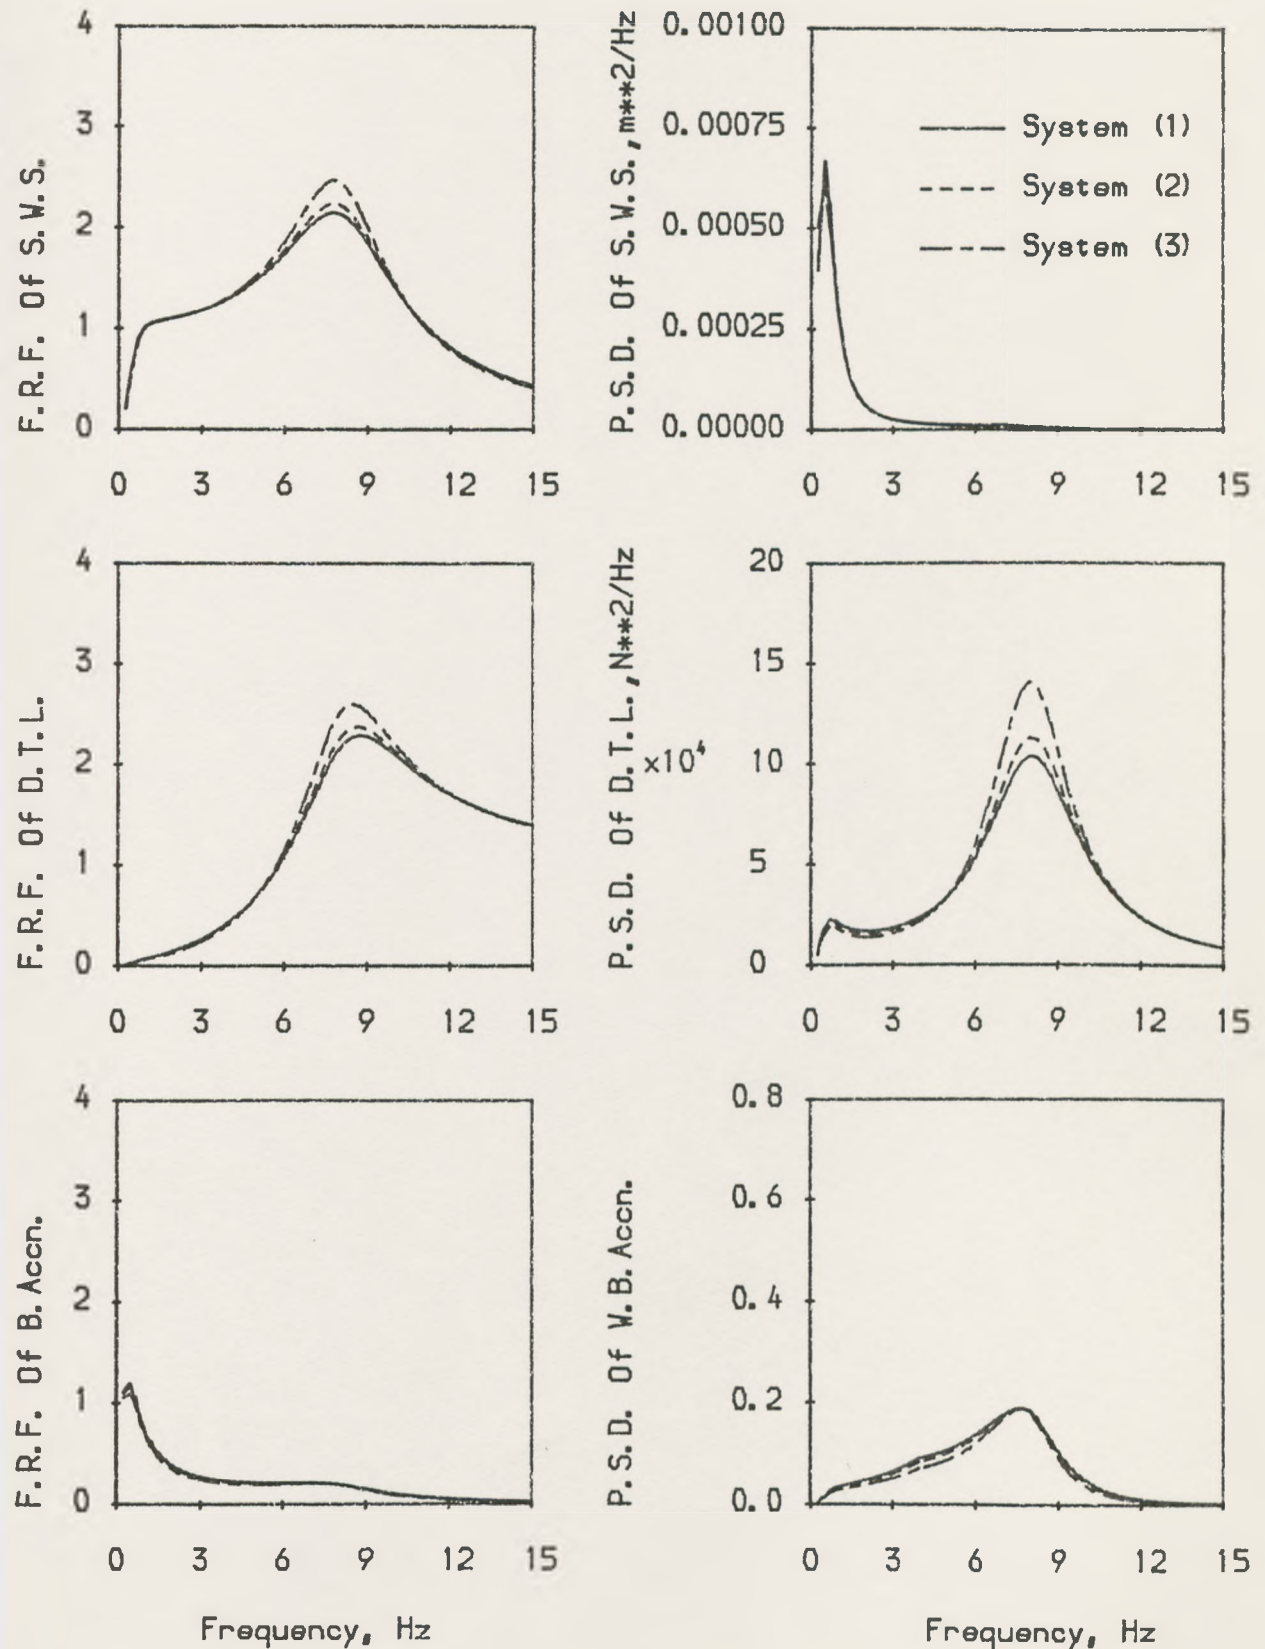 F.R.F. Of S.W.S.
4
3
2
1
0
0 3 6 9 12 15
P.S.D. Of S.W.S.,m**2/Hz
0.00100
0.00075
0.00050
0.00025
0.00000
System (1)
System (2)
System (3)
0 3 6 9 12 15
F.R.F. Of D.T.L.
4
3
2
1
0
0 3 6 9 12 15
P.S.D. Of D.T.L.,N**2/Hz
×10⁴
20
15
10
5
0
0 3 6 9 12 15
F.R.F. Of B.Accn.
4
3
2
1
0
0 3 6 9 12 15
Frequency, Hz
P.S.D. Of W.B.Accn.
0.8
0.6
0.4
0.2
0.0
0 3 6 9 12 15
Frequency, Hz